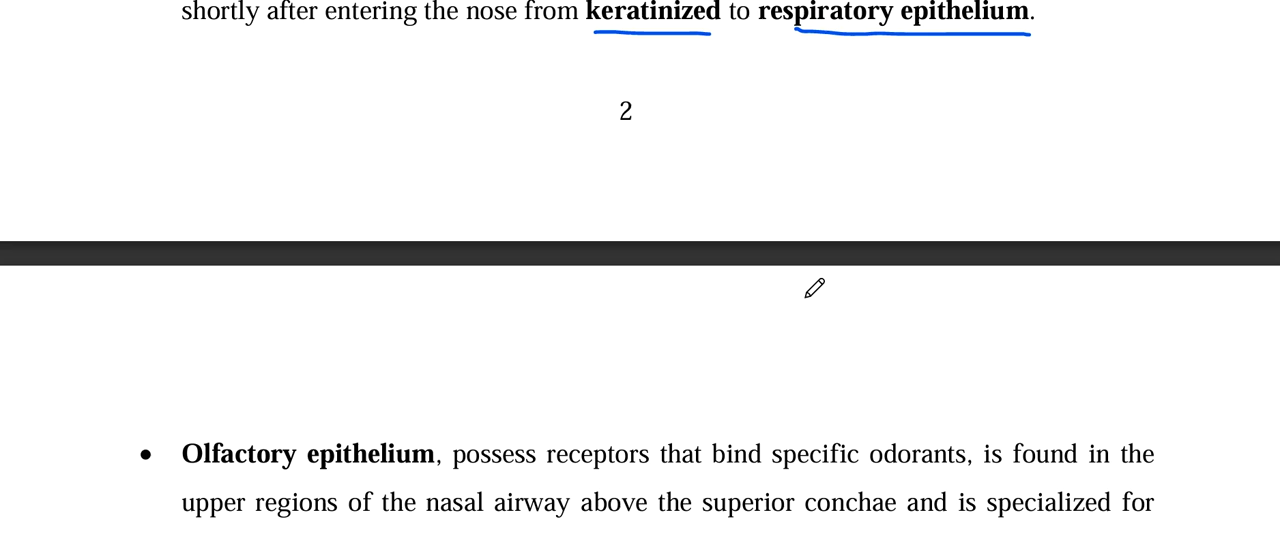 shortly after entering the nose from keratinized to respiratory epithelium.
2
• Olfactory epithelium, possess receptors that bind specific odorants, is found in the
upper regions of the nasal airway above the superior conchae and is specialized for